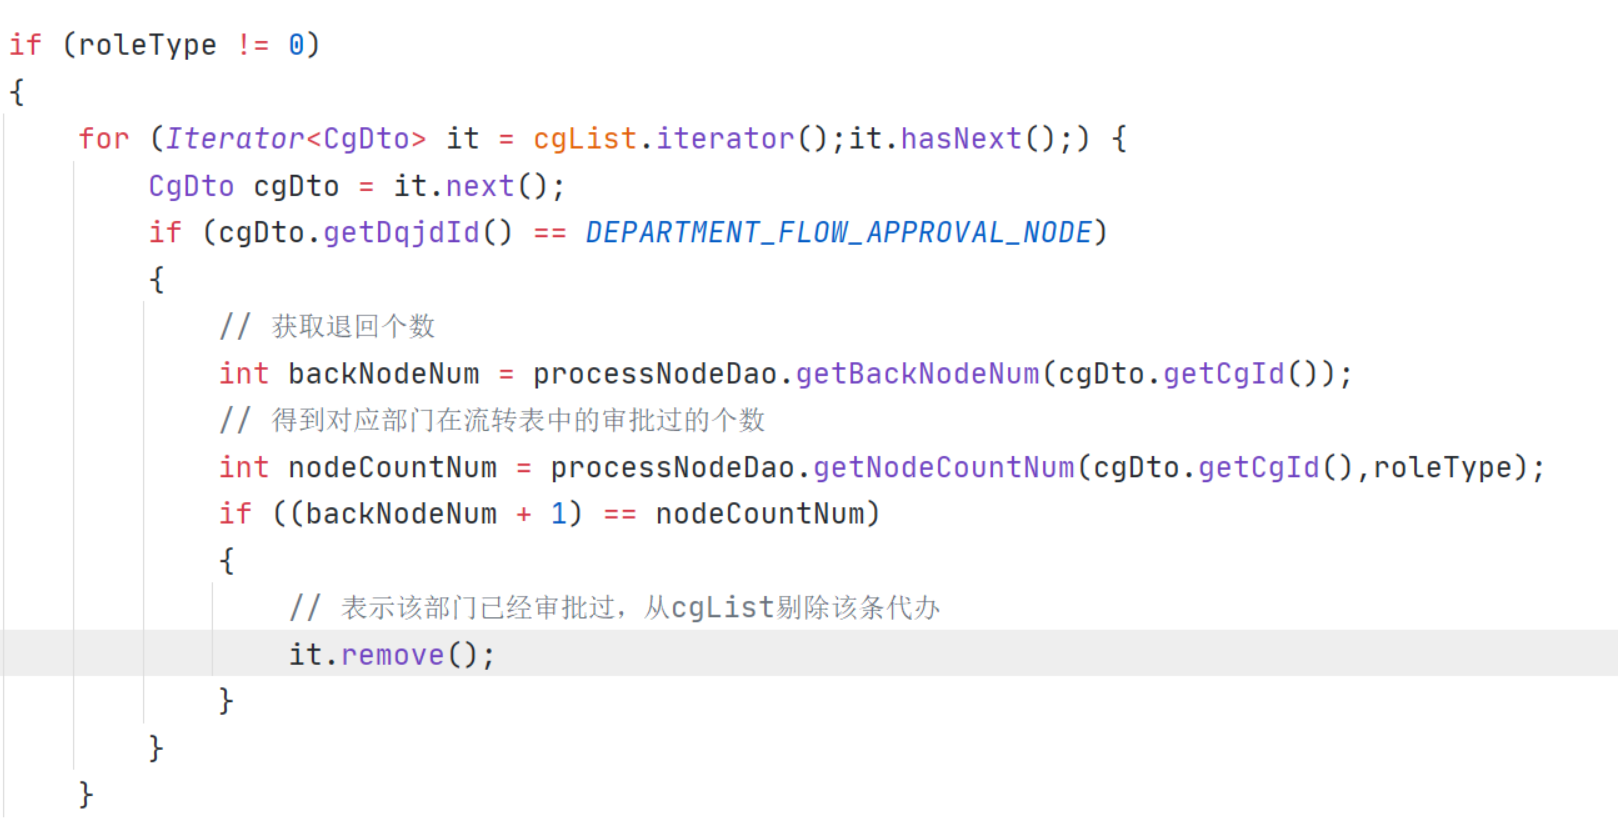 if (roleType != 0)
{
for (Iterator<CgDto> it = cgList.iterator();it.hasNext();) {
CgDto cgDto = it.next();
if (cgDto.getDqjdId() == DEPARTMENT_FLOW_APPROVAL_NODE)
{
// 获取退回个数
int backNodeNum = processNodeDao.getBackNodeNum(cgDto.getCgId());
// 得到对应部门在流转表中的审批过的个数
int nodeCountNum = processNodeDao.getNodeCountNum(cgDto.getCgId(),roleType);
if ((backNodeNum + 1) == nodeCountNum)
{
// 表示该部门已经审批过，从cgList剔除该条代办
it.remove();
}
}
}